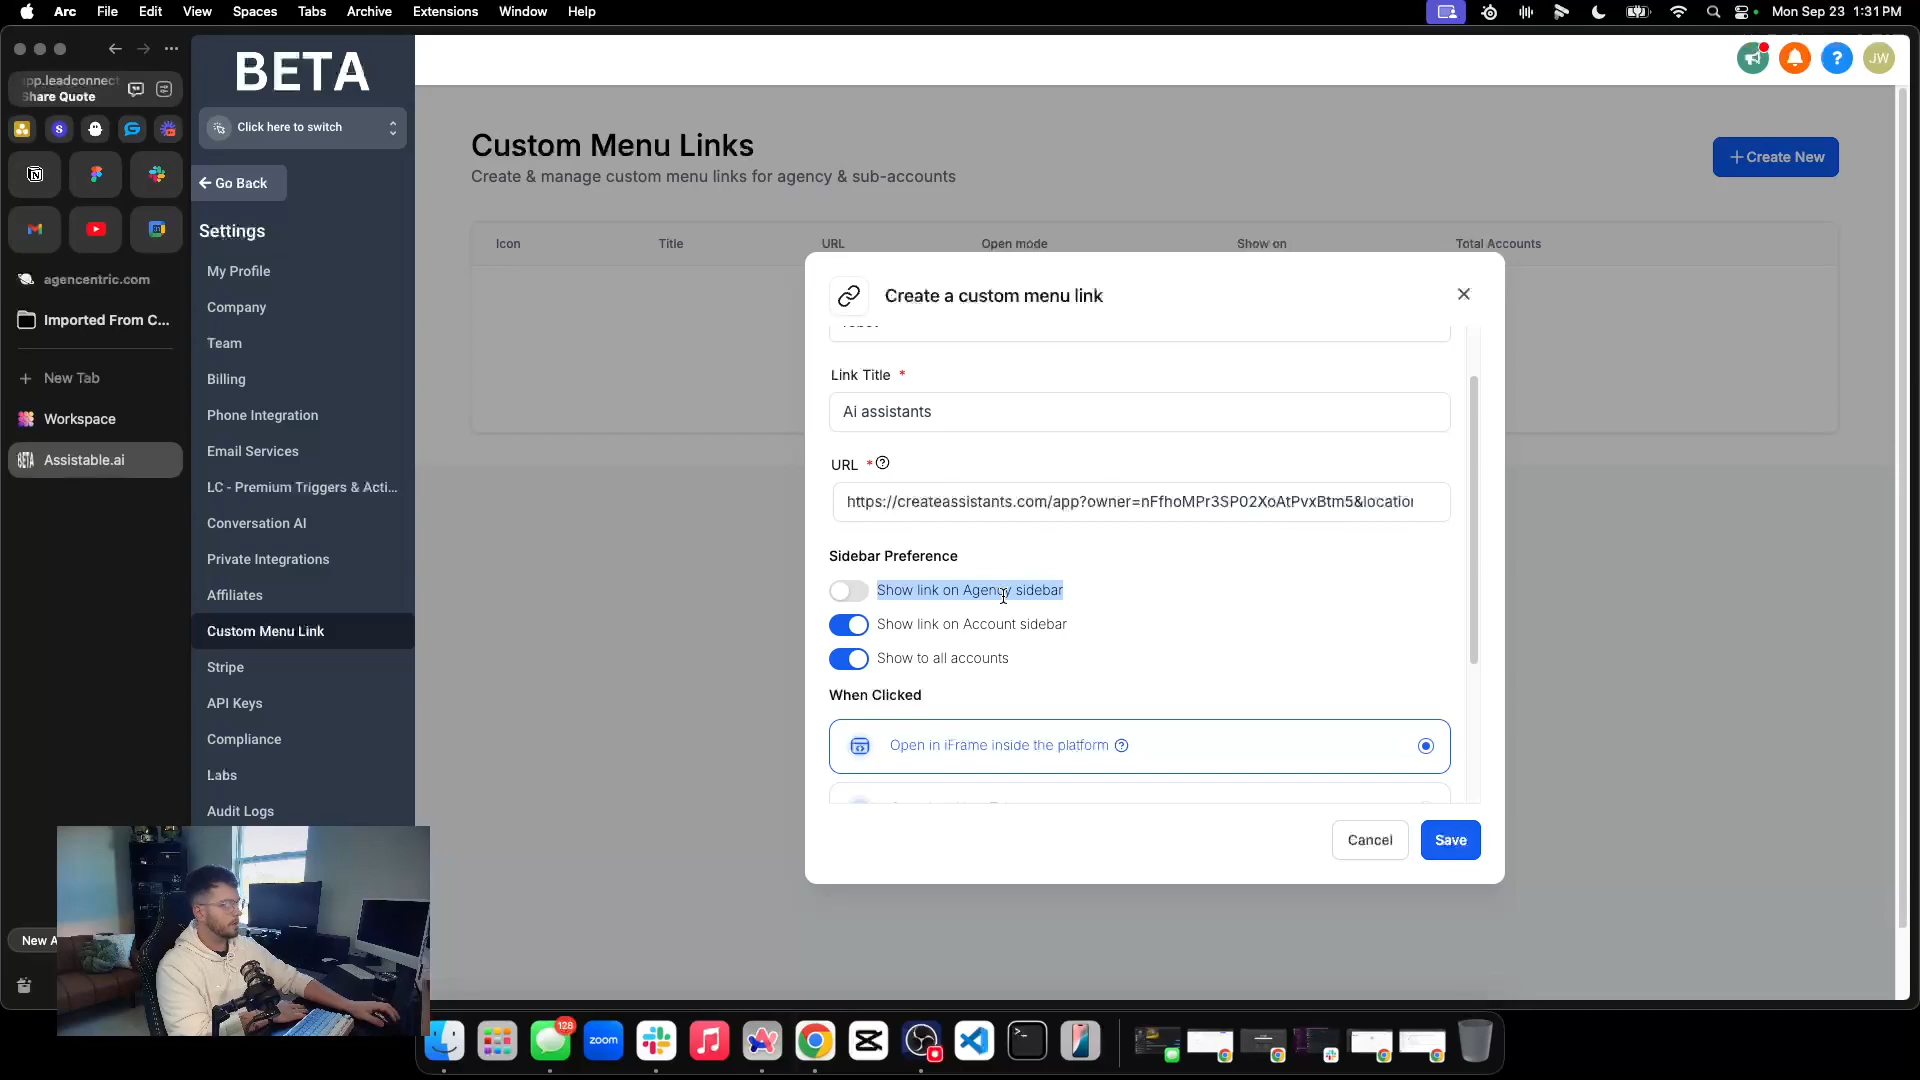 Arc File Edit View Spaces Tabs Archive Extensions Window Help
Mon Sep 23 1:31 PM
pp.leadconnect
Share Quote
agencentric.com
Imported From C...
New Tab
Workspace
BETA Assistable.ai
New A
BETA
Click here to switch
Go Back
Settings
My Profile
Company
Team
Billing
Phone Integration
Email Services
LC - Premium Triggers & Acti...
Conversation AI
Private Integrations
Affiliates
Custom Menu Link
Stripe
API Keys
Compliance
Labs
Audit Logs
?
JW
Custom Menu Links
Create & manage custom menu links for agency & sub-accounts
+ Create New
Icon Title URL Open mode Show on Total Accounts
Create a custom menu link
Link Title *
Ai assistants
URL * ?
https://createassistants.com/app?owner=nFfhoMPr3SP02XoAtPvxBtm5&location
Sidebar Preference
Show link on Agency sidebar
Show link on Account sidebar
Show to all accounts
When Clicked
Open in iFrame inside the platform ?
Cancel Save
128
zoom